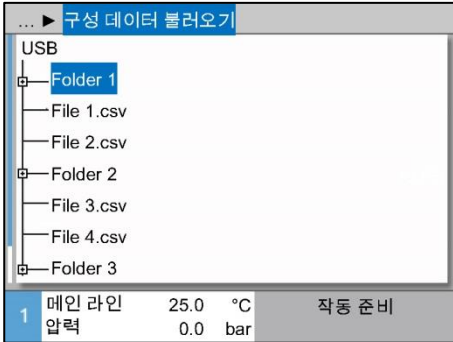 ... ► 구성 데이터 불러오기
USB
Folder 1
File 1.csv
File 2.csv
Folder 2
File 3.csv
File 4.csv
Folder 3
1 메인 라인 25.0 °C 작동 준비
압력 0.0 bar